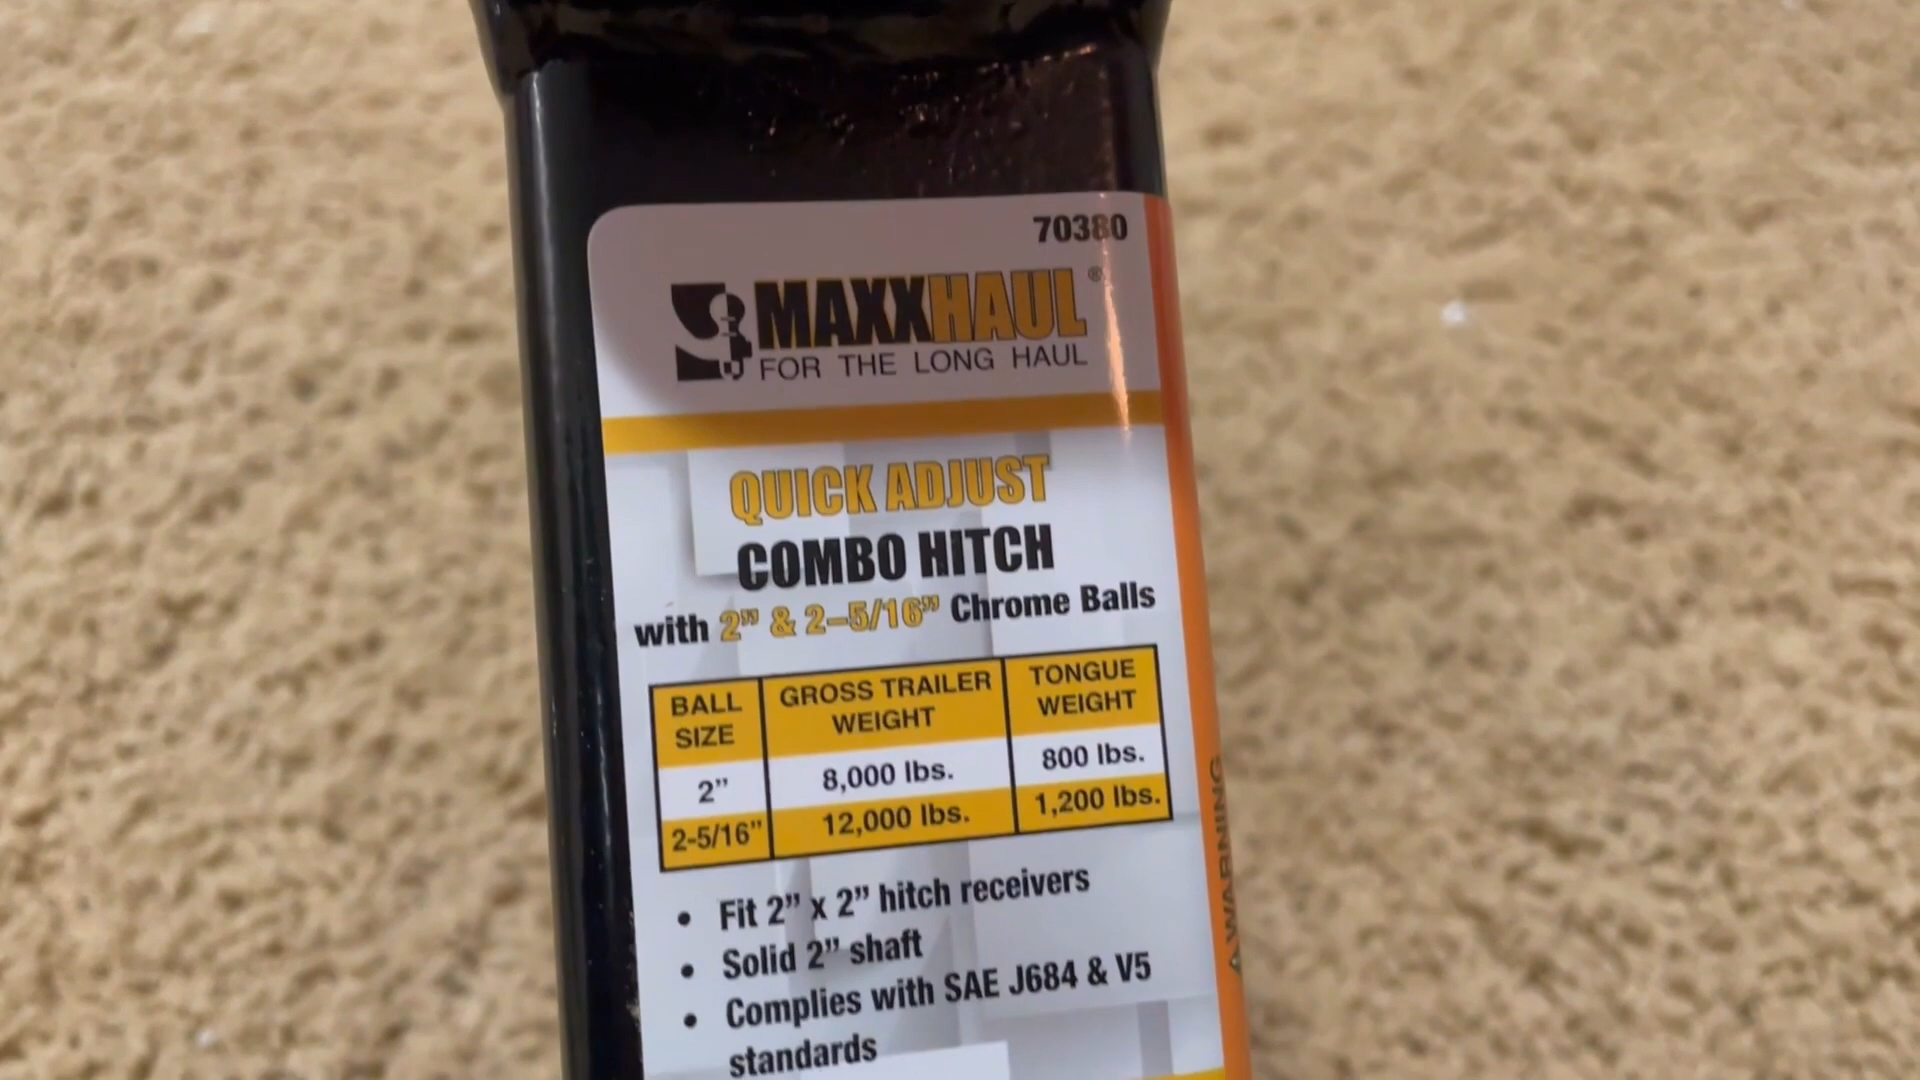 70380
MAXXHAUL®
FOR THE LONG HAUL
QUICK ADJUST
COMBO HITCH
with 2” & 2–5/16” Chrome Balls
BALL SIZE
GROSS TRAILER WEIGHT
TONGUE WEIGHT
2” 8,000 lbs. 800 lbs.
2-5/16” 12,000 lbs. 1,200 lbs.
• Fit 2” x 2” hitch receivers
• Solid 2” shaft
• Complies with SAE J684 & V5
standards
WARNING